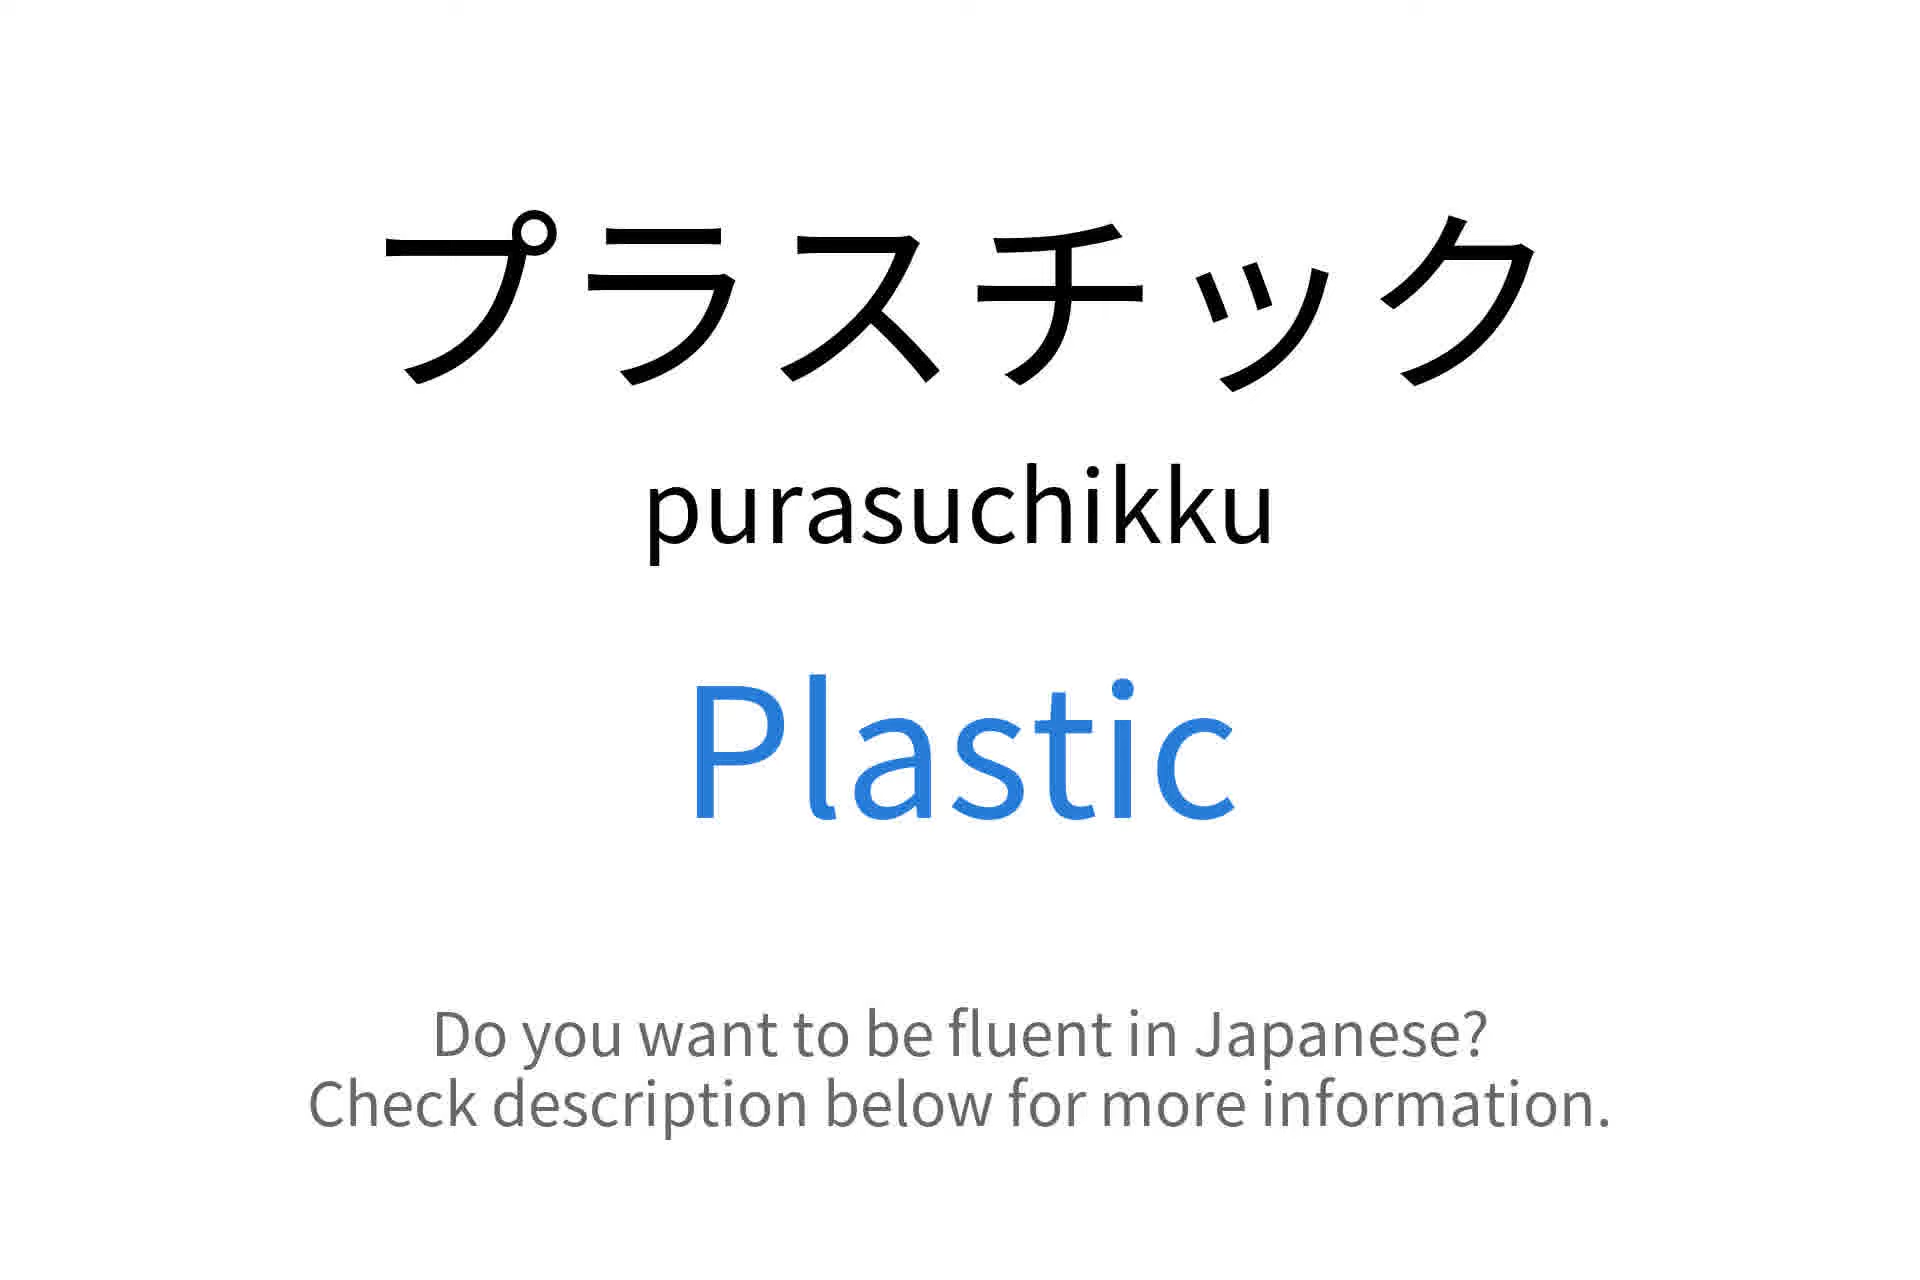 プラスチック
purasuchikku
Plastic
Do you want to be fluent in Japanese?
Check description below for more information.